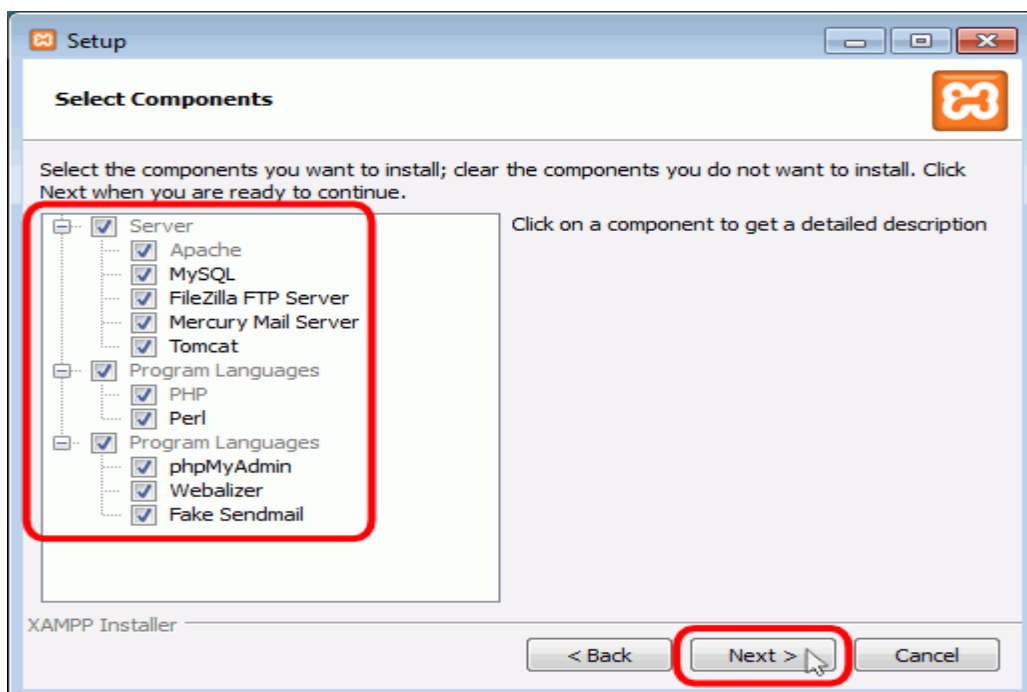 Setup
Select Components
Select the components you want to install; clear the components you do not want to install. Click
Next when you are ready to continue.
Server
Apache
MySQL
FileZilla FTP Server
Mercury Mail Server
Tomcat
Program Languages
PHP
Perl
Program Languages
phpMyAdmin
Webalizer
Fake Sendmail
Click on a component to get a detailed description
XAMPP Installer
< Back
Next >
Cancel